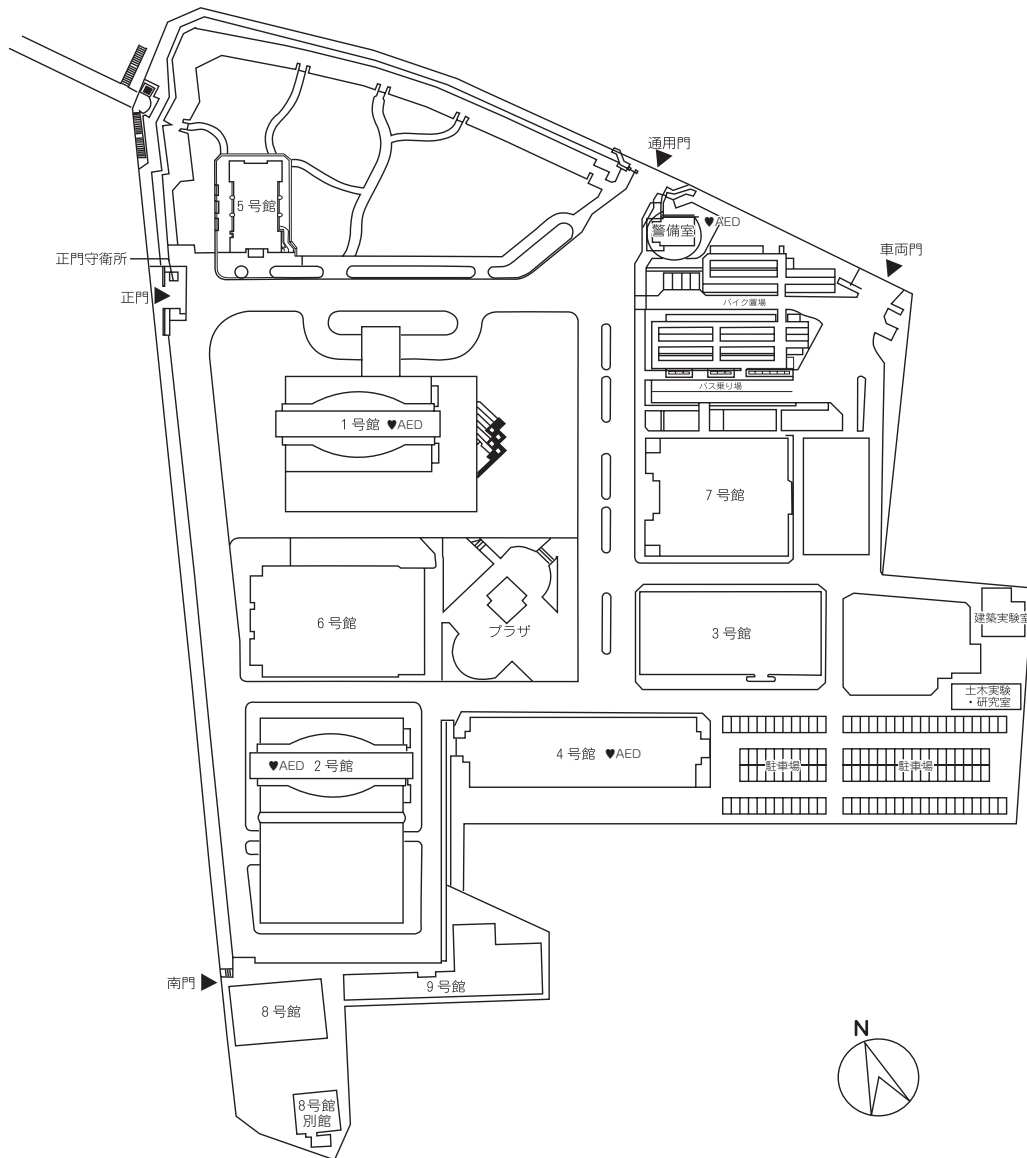 通用門
5 号館
警備室 ♥AED
正門守衛所
車両門
正門
バイク置場
バス乗り場
1 号館 ♥AED
7 号館
6 号館
プラザ
3 号館
建築実験室
土木実験
・研究室
4 号館 ♥AED
♥AED 2 号館
駐車場
駐車場
南門
9 号館
8 号館
N
8号館
別館